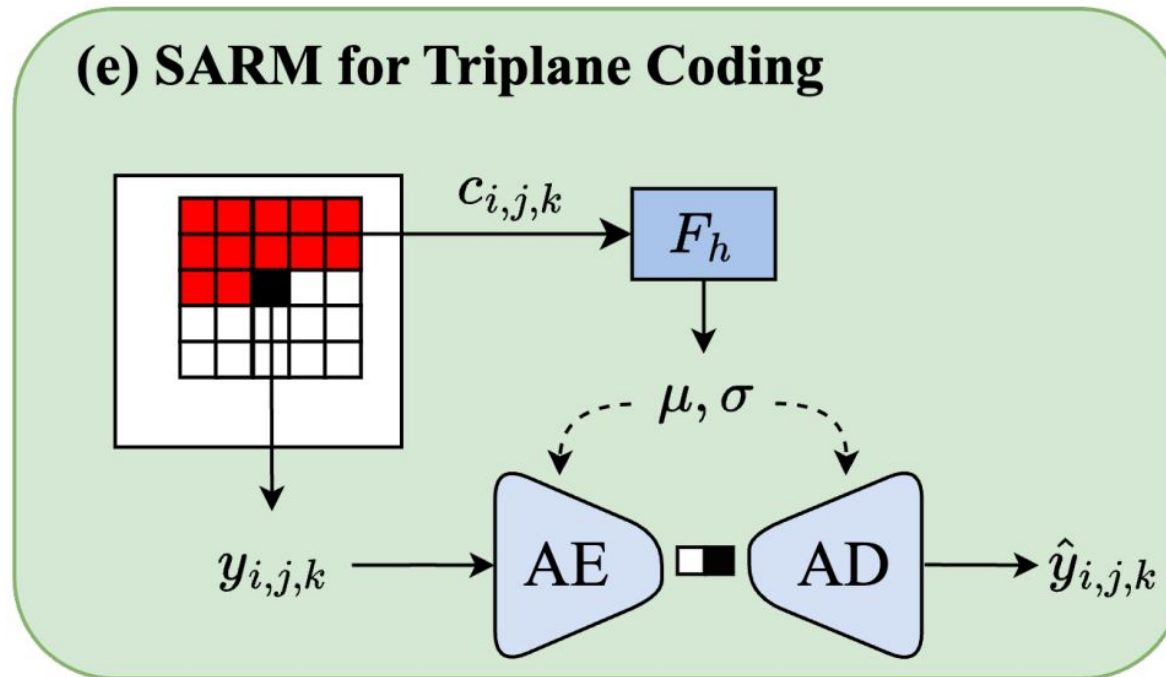 (e) SARM for Triplane Coding
c_{i,j,k}
F_h
μ, σ
y_{i,j,k}
AE
AD
ŷ_{i,j,k}